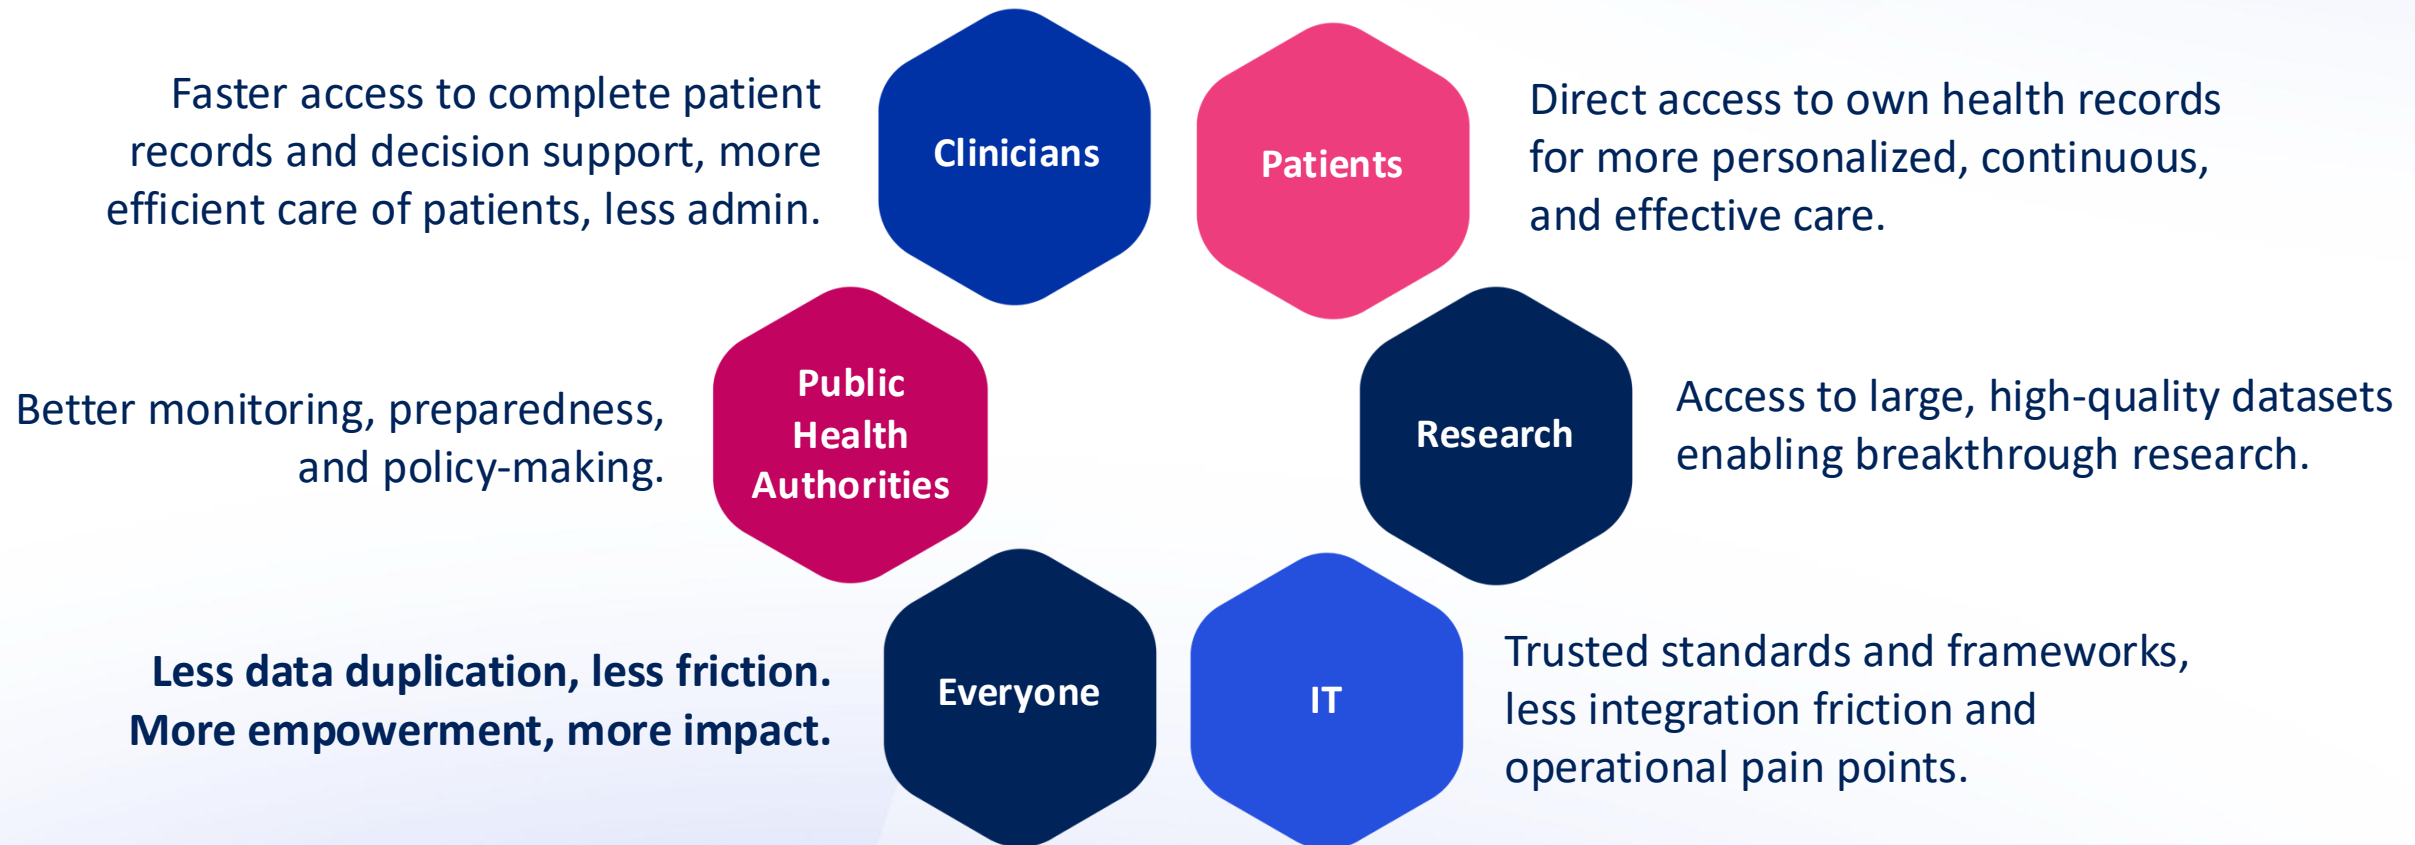 Faster access to complete patient
records and decision support, more
efficient care of patients, less admin.
Clinicians
Patients
Direct access to own health records
for more personalized, continuous,
and effective care.
Better monitoring, preparedness,
and policy-making.
Public
Health
Authorities
Research
Access to large, high-quality datasets
enabling breakthrough research.
Less data duplication, less friction.
More empowerment, more impact.
Everyone
IT
Trusted standards and frameworks,
less integration friction and
operational pain points.